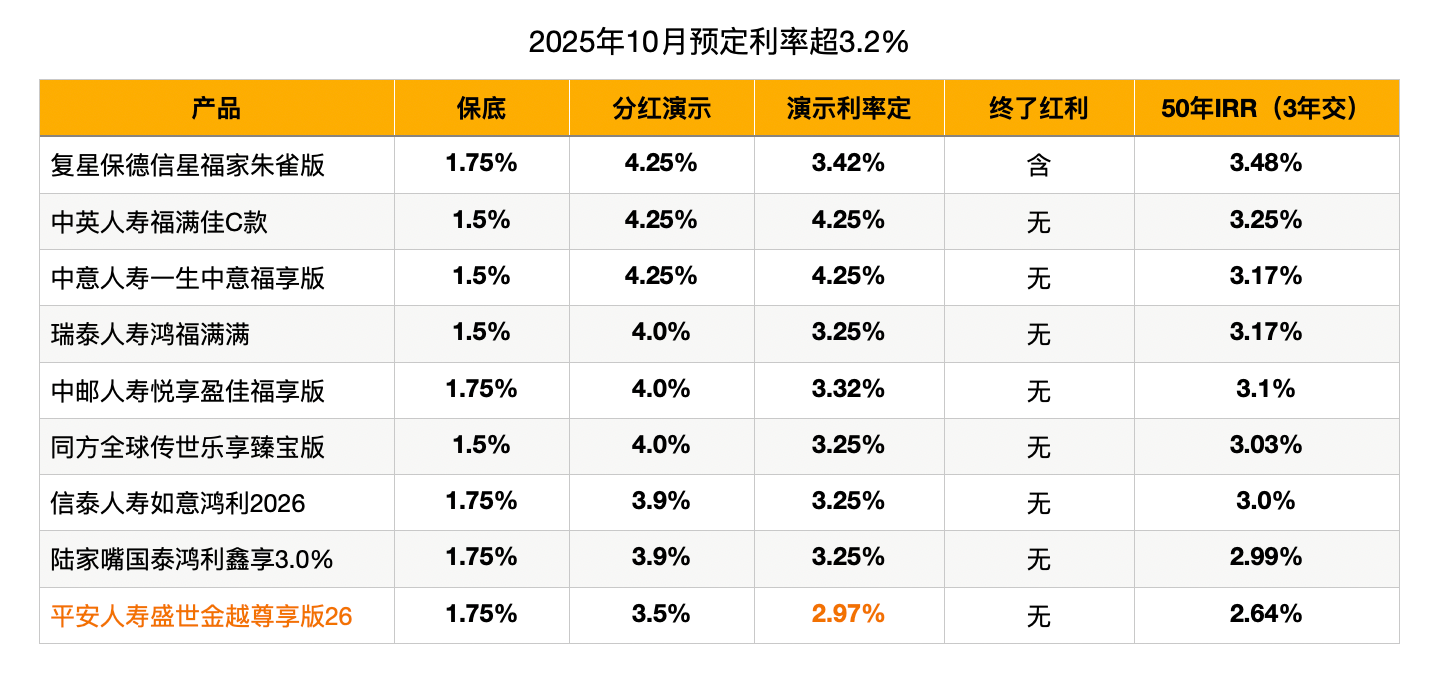 2025年10月预定利率超3.2%
产品 保底 分红演示 演示利率定 终了红利 50年IRR（3年交）
复星保德信星福家朱雀版 1.75% 4.25% 3.42% 含 3.48%
中英人寿福满佳C款 1.5% 4.25% 4.25% 无 3.25%
中意人寿一生中意福享版 1.5% 4.25% 4.25% 无 3.17%
瑞泰人寿鸿福满满 1.5% 4.0% 3.25% 无 3.17%
中邮人寿悦享盈佳福享版 1.75% 4.0% 3.32% 无 3.1%
同方全球传世乐享臻宝版 1.5% 4.0% 3.25% 无 3.03%
信泰人寿如意鸿利2026 1.75% 3.9% 3.25% 无 3.0%
陆家嘴国泰鸿利鑫享3.0% 1.75% 3.9% 3.25% 无 2.99%
平安人寿盛世金越尊享版26 1.75% 3.5% 2.97% 无 2.64%